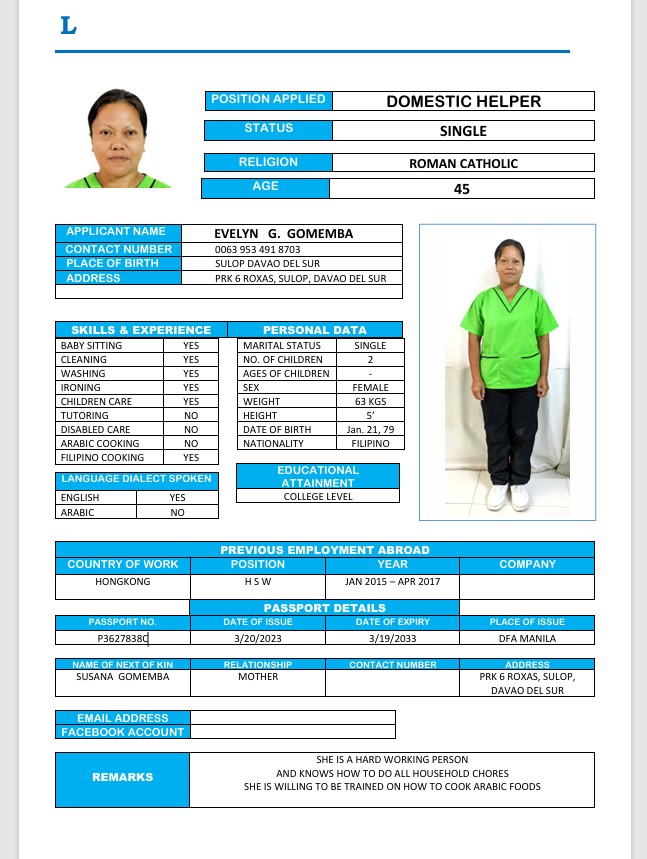 L
POSITION APPLIED DOMESTIC HELPER
STATUS SINGLE
RELIGION ROMAN CATHOLIC
AGE 45
APPLICANT NAME EVELYN G. GOMEMBA
CONTACT NUMBER 0063 953 491 8703
PLACE OF BIRTH SULOP DAVAO DEL SUR
ADDRESS PRK 6 ROXAS, SULOP, DAVAO DEL SUR
SKILLS & EXPERIENCE PERSONAL DATA
BABY SITTING YES MARITAL STATUS SINGLE
CLEANING YES NO. OF CHILDREN 2
WASHING YES AGES OF CHILDREN -
IRONING YES SEX FEMALE
CHILDREN CARE YES WEIGHT 63 KGS
TUTORING NO HEIGHT 5'
DISABLED CARE NO DATE OF BIRTH Jan. 21, 79
ARABIC COOKING NO NATIONALITY FILIPINO
FILIPINO COOKING YES
LANGUAGE DIALECT SPOKEN
ENGLISH YES
ARABIC NO
EDUCATIONAL
ATTAINMENT
COLLEGE LEVEL
PREVIOUS EMPLOYMENT ABROAD
COUNTRY OF WORK POSITION YEAR COMPANY
HONGKONG H S W JAN 2015 – APR 2017
PASSPORT DETAILS
PASSPORT NO. DATE OF ISSUE DATE OF EXPIRY PLACE OF ISSUE
P3627838C 3/20/2023 3/19/2033 DFA MANILA
NAME OF NEXT OF KIN RELATIONSHIP CONTACT NUMBER ADDRESS
SUSANA GOMEMBA MOTHER PRK 6 ROXAS, SULOP,
DAVAO DEL SUR
EMAIL ADDRESS
FACEBOOK ACCOUNT
REMARKS
SHE IS A HARD WORKING PERSON
AND KNOWS HOW TO DO ALL HOUSEHOLD CHORES
SHE IS WILLING TO BE TRAINED ON HOW TO COOK ARABIC FOODS